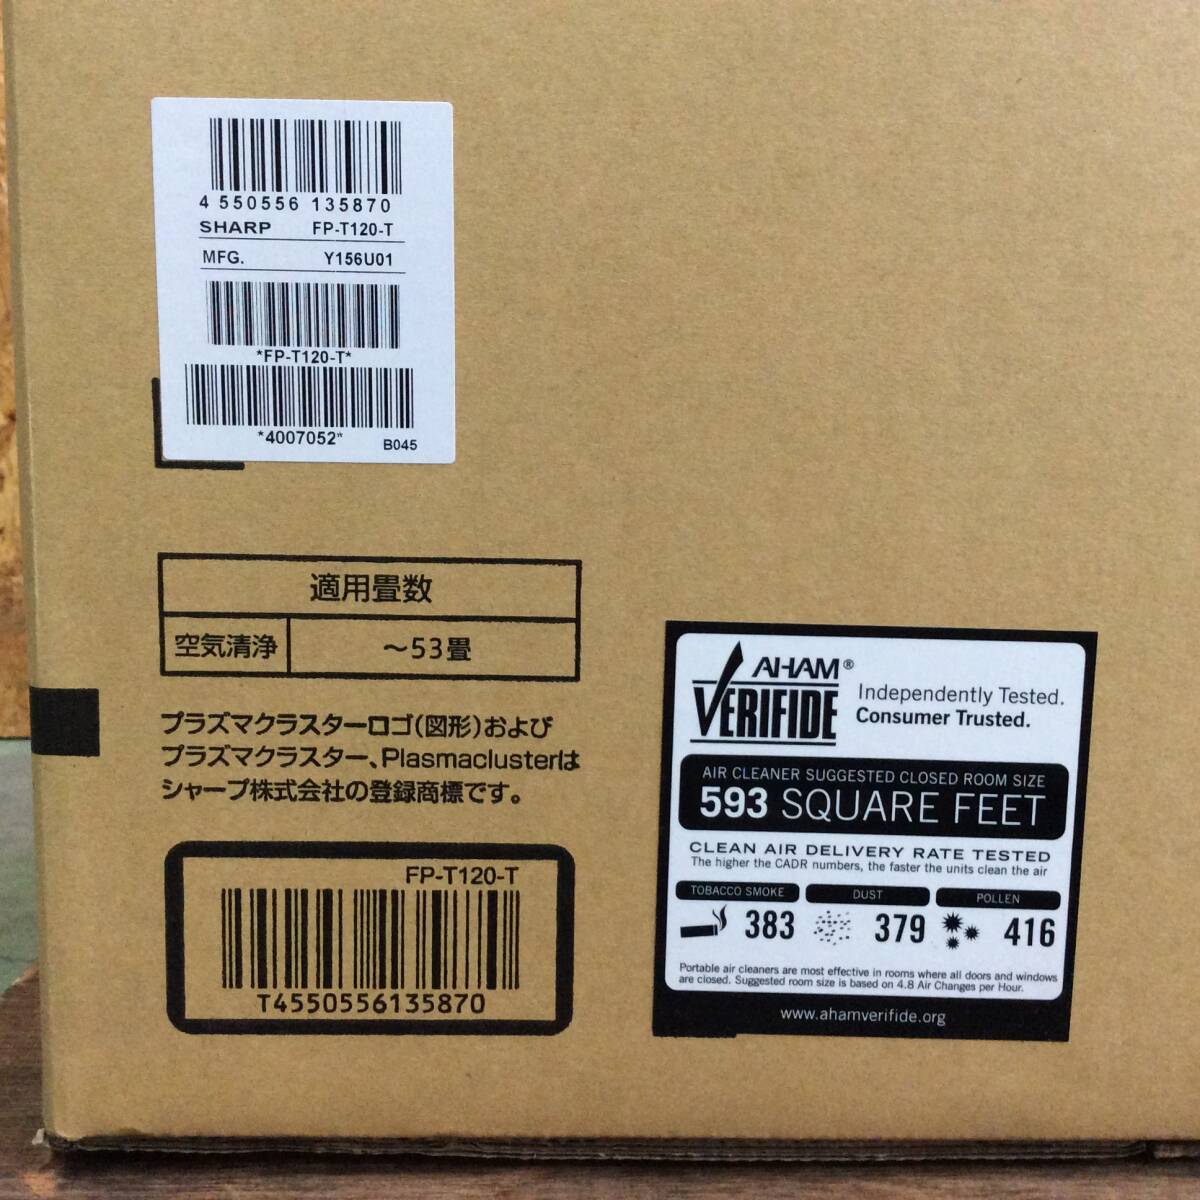 4 550556 135870
SHARP FP-T120-T
MFG. Y156U01
*FP-T120-T*
*4007052* B045
適用畳数
空気清浄 ～53畳
プラズマクラスターロゴ(図形)および
プラズマクラスター、Plasmaclusterは
シャープ株式会社の登録商標です。
FP-T120-T
T4550556135870
AHAM®
VERIFIDE
Independently Tested.
Consumer Trusted.
AIR CLEANER SUGGESTED CLOSED ROOM SIZE
593 SQUARE FEET
CLEAN AIR DELIVERY RATE TESTED
The higher the CADR numbers, the faster the units clean the air
TOBACCO SMOKE DUST POLLEN
383 379 416
Portable air cleaners are most effective in rooms where all doors and windows
are closed. Suggested room size is based on 4.8 Air Changes per Hour.
www.ahamverifide.org